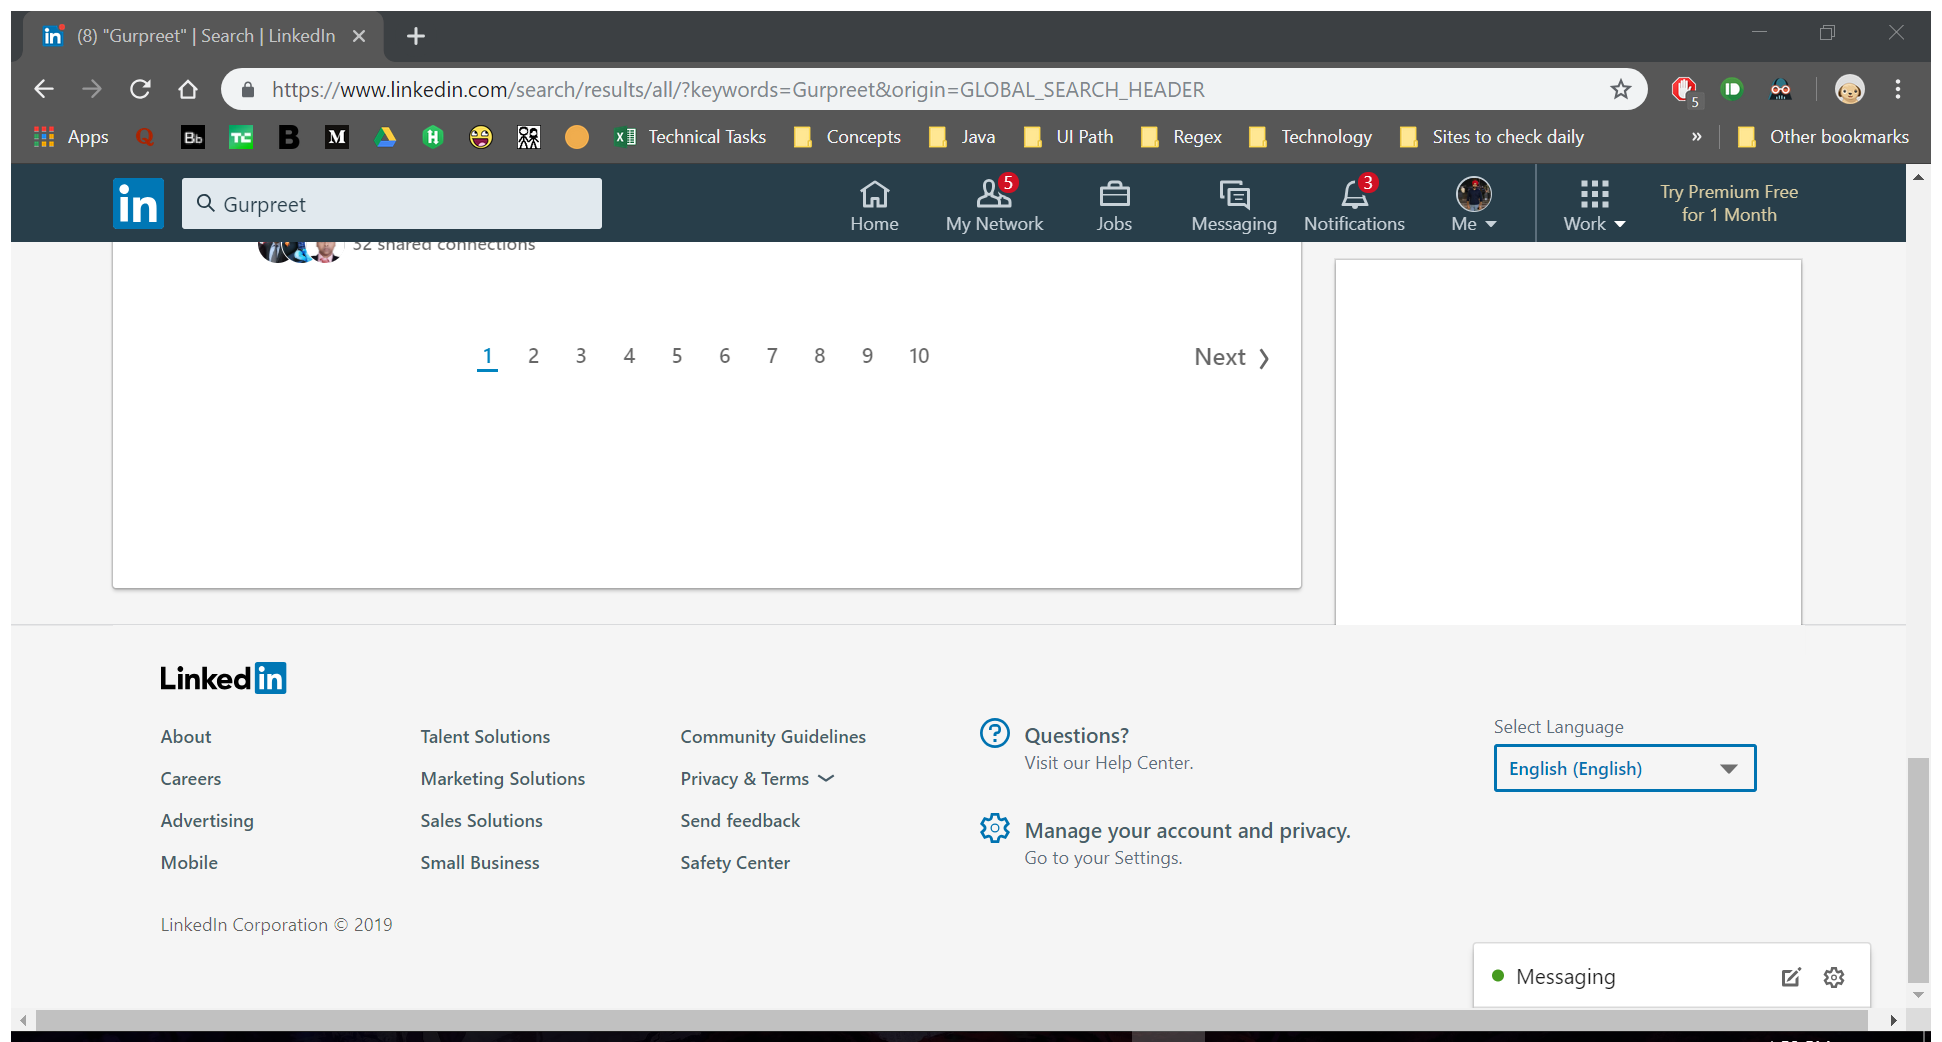 (8) "Gurpreet" | Search | LinkedIn
https://www.linkedin.com/search/results/all/?keywords=Gurpreet&origin=GLOBAL_SEARCH_HEADER
5
Apps Q Bb TC B M H Technical Tasks Concepts Java UI Path Regex Technology Sites to check daily » Other bookmarks
in Gurpreet
5 3
Home My Network Jobs Messaging Notifications Me Work
Try Premium Free
for 1 Month
32 shared connections
1 2 3 4 5 6 7 8 9 10 Next
LinkedIn
About
Careers
Advertising
Mobile
Talent Solutions
Marketing Solutions
Sales Solutions
Small Business
Community Guidelines
Privacy & Terms
Send feedback
Safety Center
Questions?
Visit our Help Center.
Manage your account and privacy.
Go to your Settings.
Select Language
English (English)
LinkedIn Corporation © 2019
Messaging